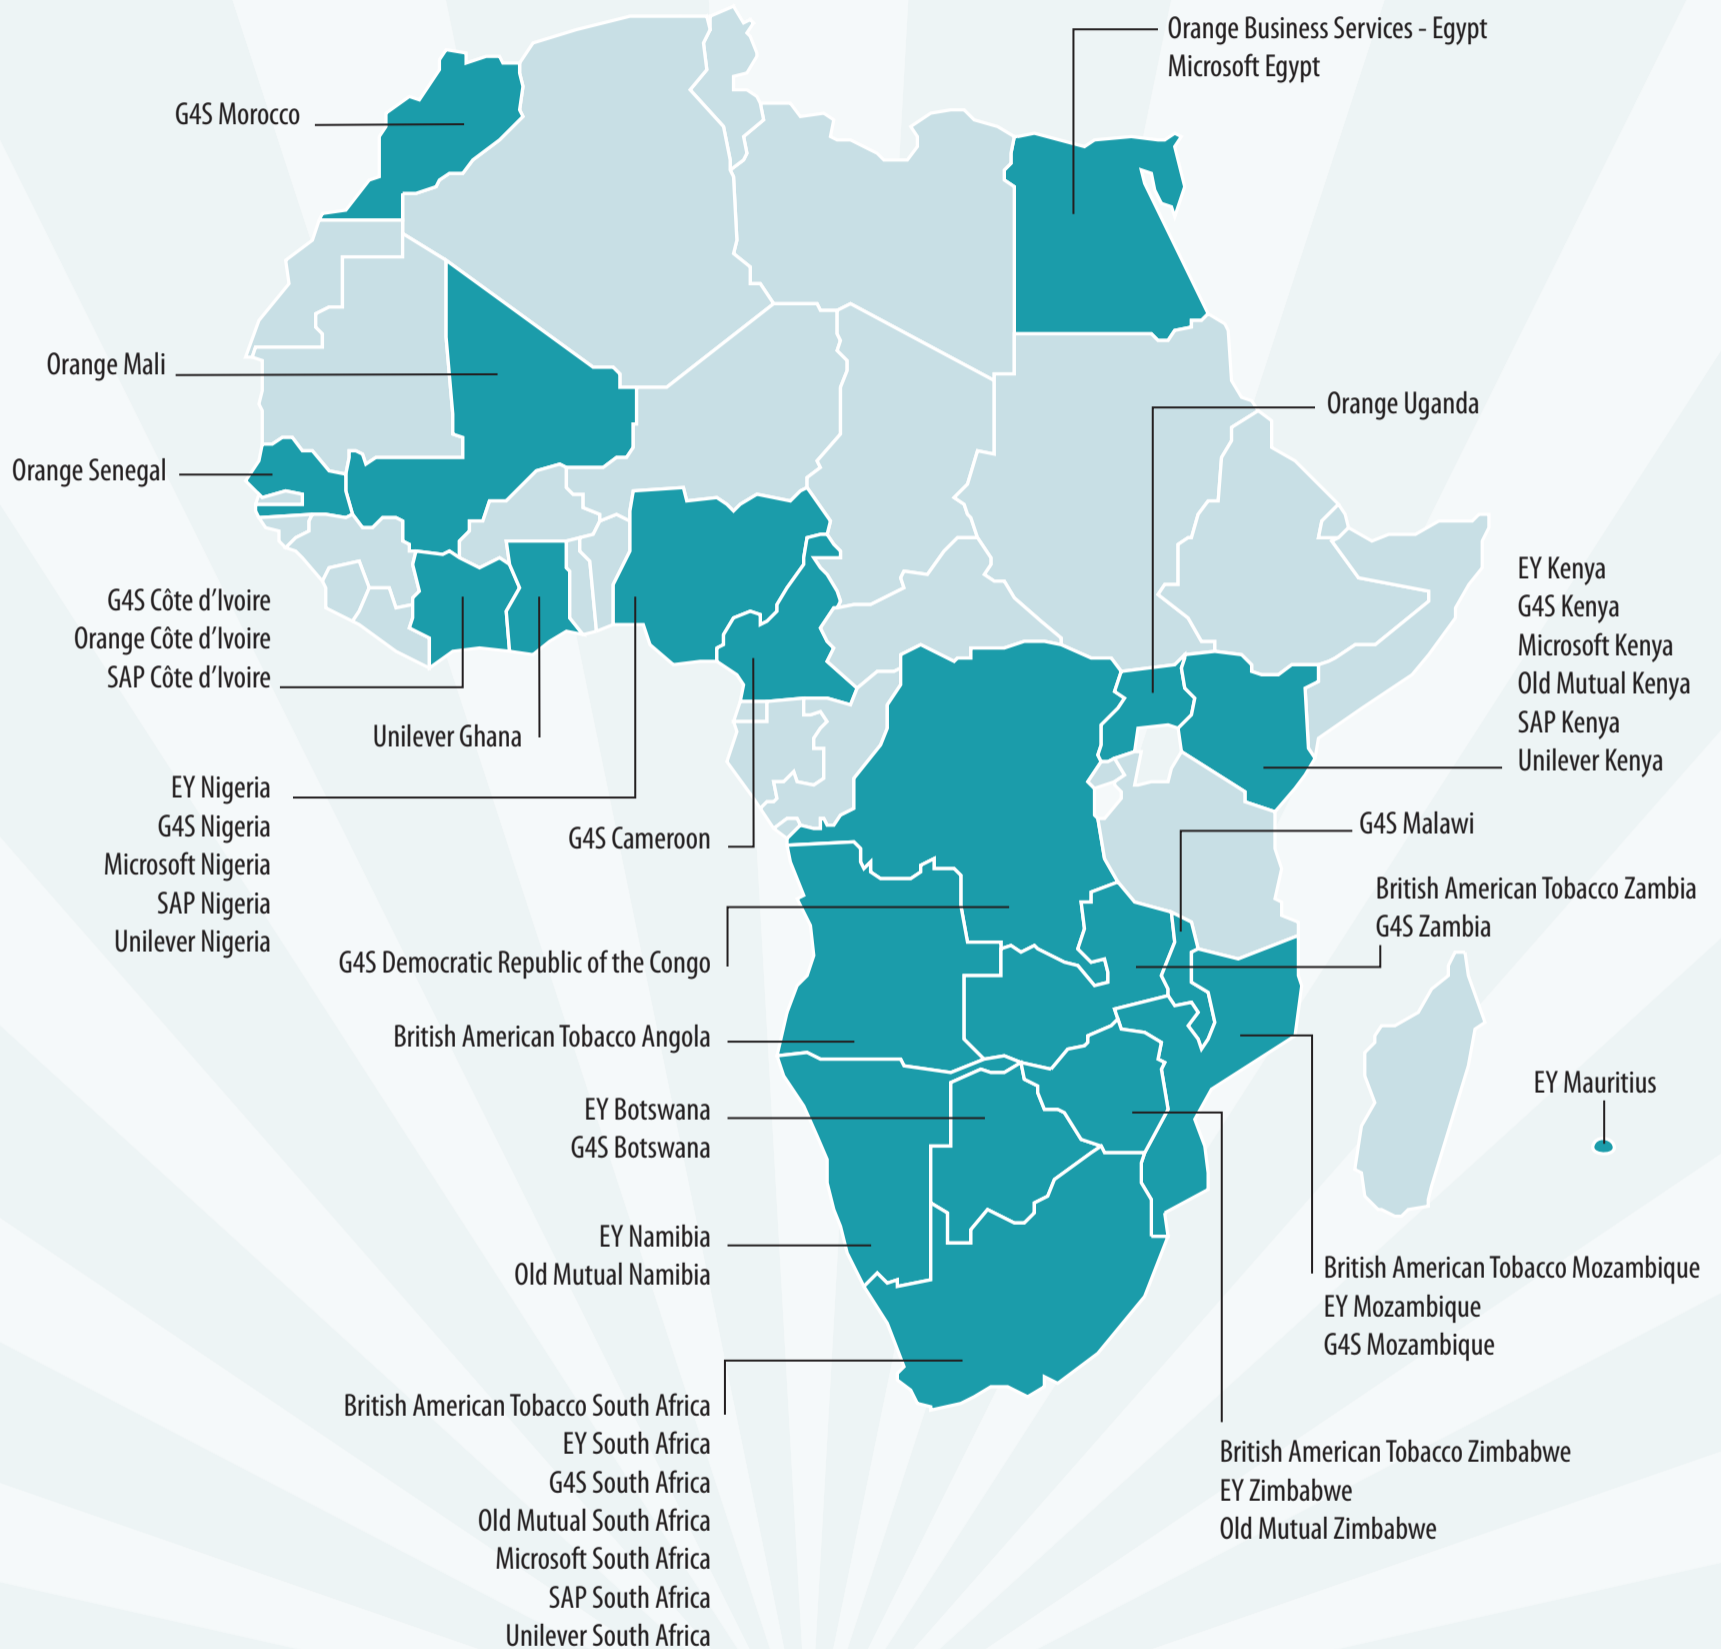 Orange Business Services - Egypt
Microsoft Egypt
G4S Morocco
Orange Mali
Orange Uganda
Orange Senegal
EY Kenya
G4S Kenya
Microsoft Kenya
Old Mutual Kenya
SAP Kenya
Unilever Kenya
G4S Côte d’Ivoire
Orange Côte d’Ivoire
SAP Côte d’Ivoire
Unilever Ghana
EY Nigeria
G4S Nigeria
Microsoft Nigeria
SAP Nigeria
Unilever Nigeria
G4S Cameroon
G4S Malawi
British American Tobacco Zambia
G4S Zambia
G4S Democratic Republic of the Congo
British American Tobacco Angola
EY Mauritius
EY Botswana
G4S Botswana
EY Namibia
Old Mutual Namibia
British American Tobacco Mozambique
EY Mozambique
G4S Mozambique
British American Tobacco South Africa
EY South Africa
G4S South Africa
Old Mutual South Africa
Microsoft South Africa
SAP South Africa
Unilever South Africa
British American Tobacco Zimbabwe
EY Zimbabwe
Old Mutual Zimbabwe